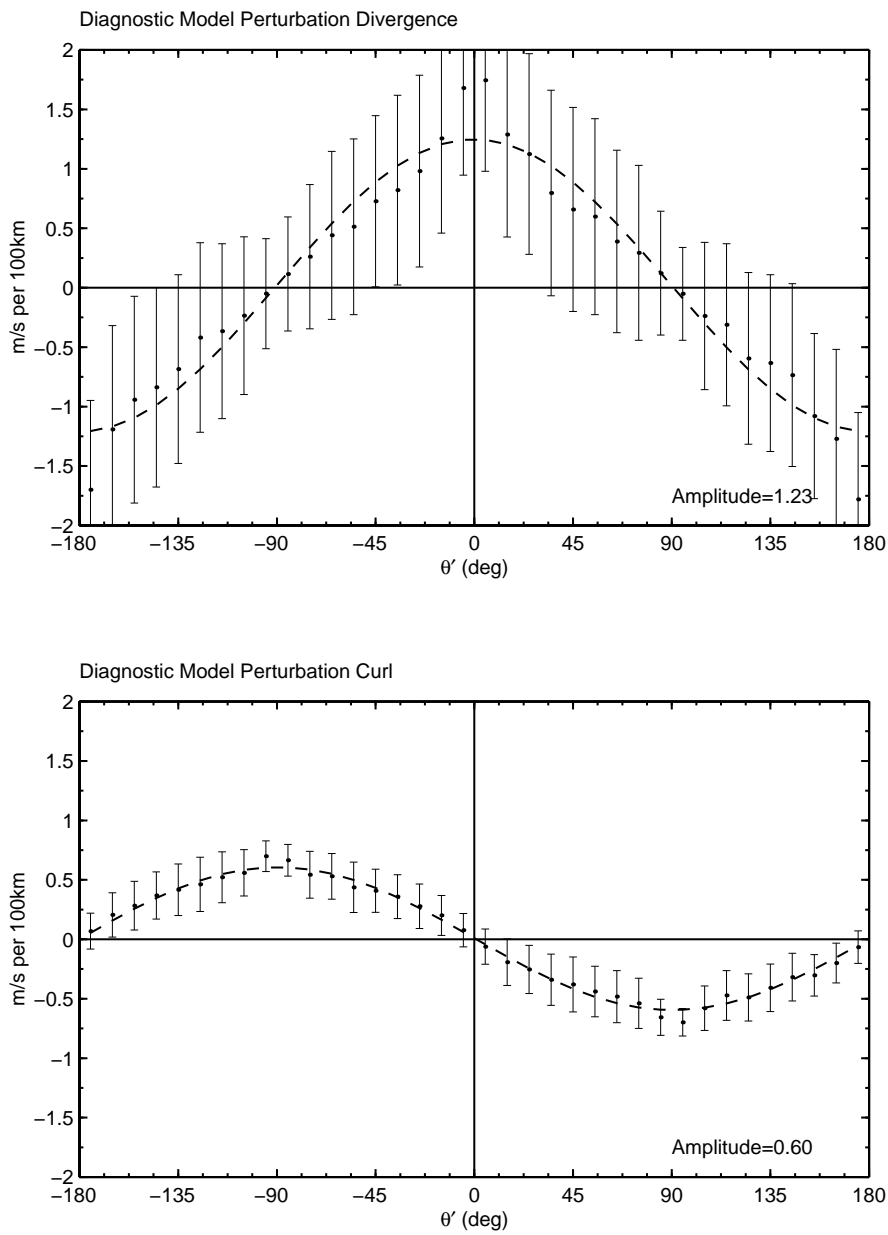 Diagnostic Model Perturbation Divergence
2
1.5
1
0.5
0
−0.5
−1
−1.5
−2
m/s per 100km
Amplitude=1.23
−180 −135 −90 −45 0 45 90 135 180
θ′ (deg)
Diagnostic Model Perturbation Curl
2
1.5
1
0.5
0
−0.5
−1
−1.5
−2
m/s per 100km
Amplitude=0.60
−180 −135 −90 −45 0 45 90 135 180
θ′ (deg)